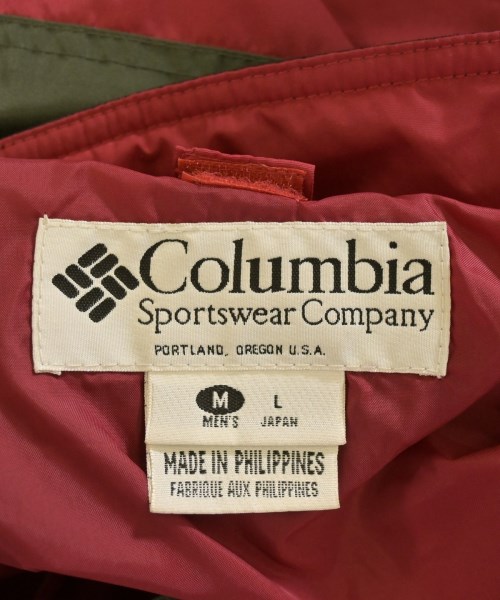 Columbia
Sportswear Company
PORTLAND, OREGON U.S.A.
M L
MEN'S JAPAN
MADE IN PHILIPPINES
FABRIQUE AUX PHILIPPINES